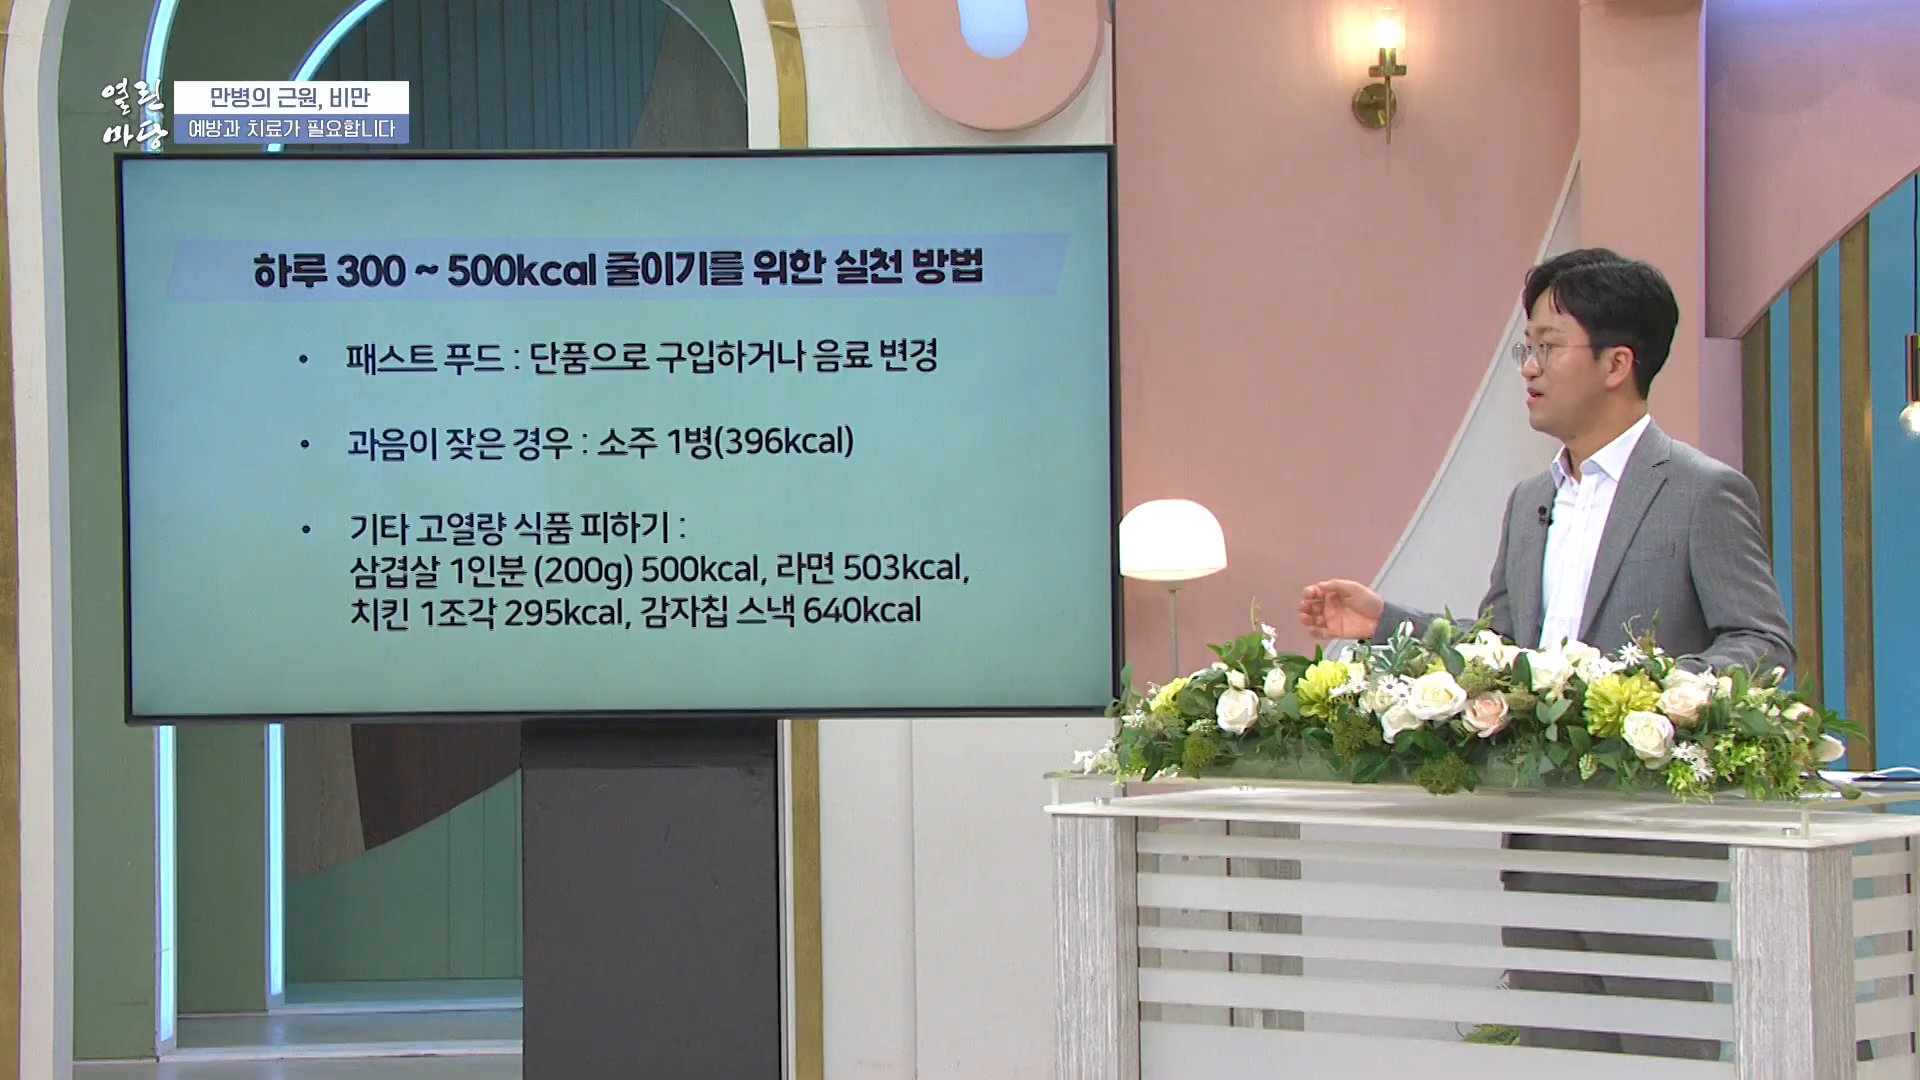 열린
마당
만병의 근원, 비만
예방과 치료가 필요합니다
하루 300 ~ 500kcal 줄이기를 위한 실천 방법
• 패스트 푸드 : 단품으로 구입하거나 음료 변경
• 과음이 잦은 경우 : 소주 1병(396kcal)
• 기타 고열량 식품 피하기 :
삼겹살 1인분 (200g) 500kcal, 라면 503kcal,
치킨 1조각 295kcal, 감자칩 스낵 640kcal